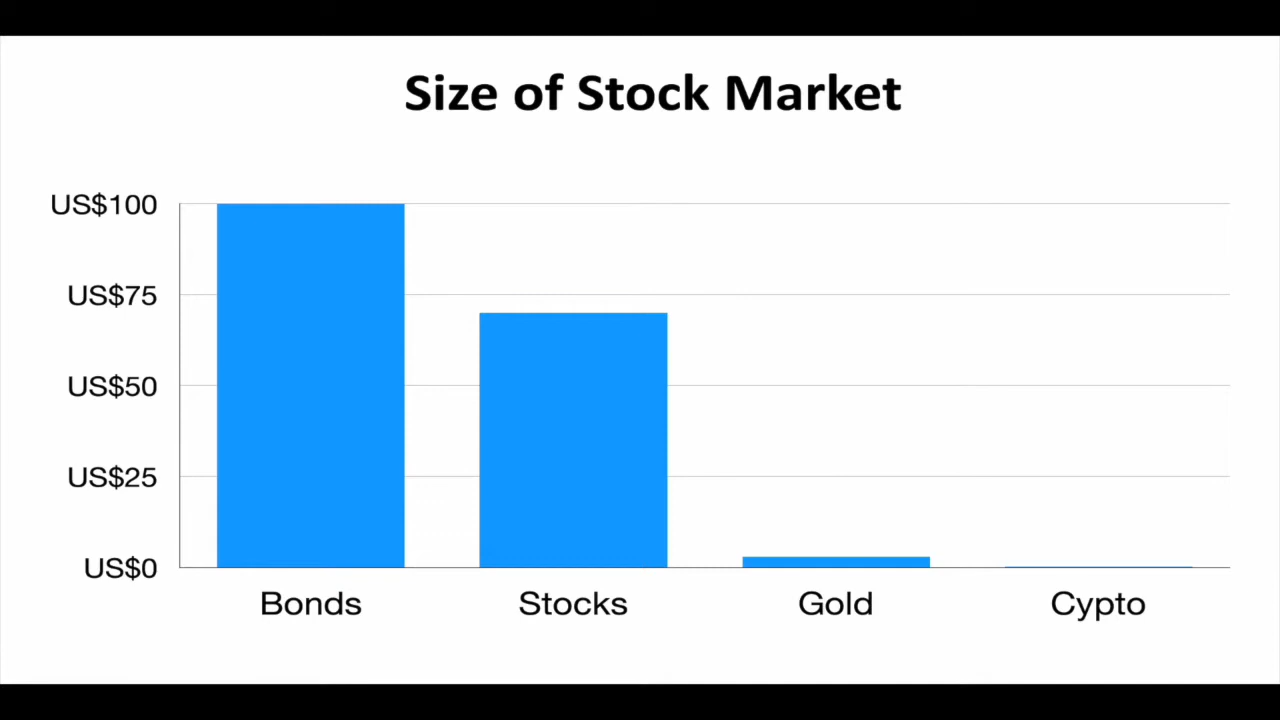 Size of Stock Market
US$100
US$75
US$50
US$25
US$0
Bonds Stocks Gold Cypto